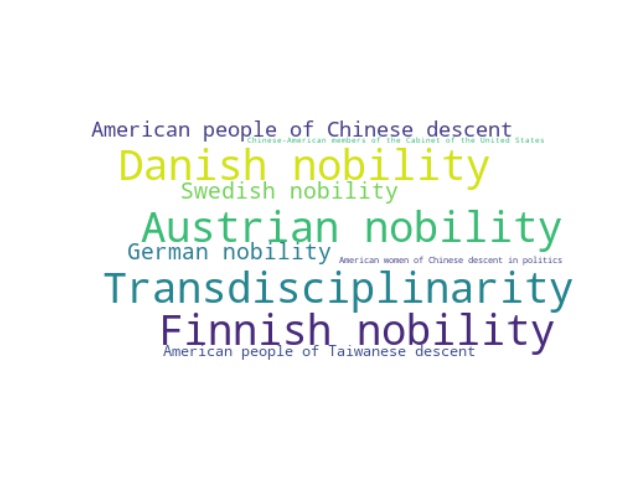 American people of Chinese descent
Chinese-American members of the Cabinet of the United States
Danish nobility
Swedish nobility
Austrian nobility
German nobility
American women of Chinese descent in politics
Transdisciplinarity
Finnish nobility
American people of Taiwanese descent